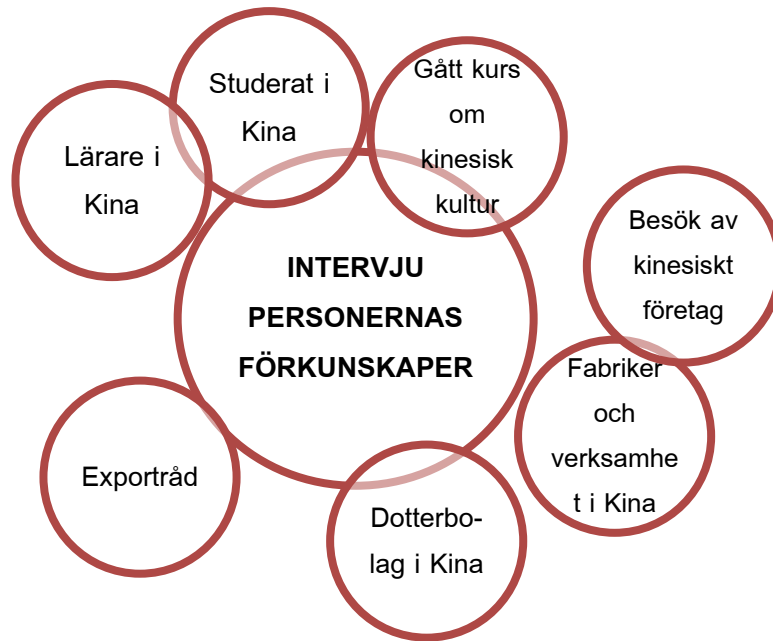 Studerat i
Kina
Gått kurs
om
kinesisk
kultur
Lärare i
Kina
Besök av
kinesiskt
företag
INTERVJU
PERSONERNAS
FÖRKUNSKAPER
Fabriker
och
verksamhe
t i Kina
Exportråd
Dotterbo-
lag i Kina